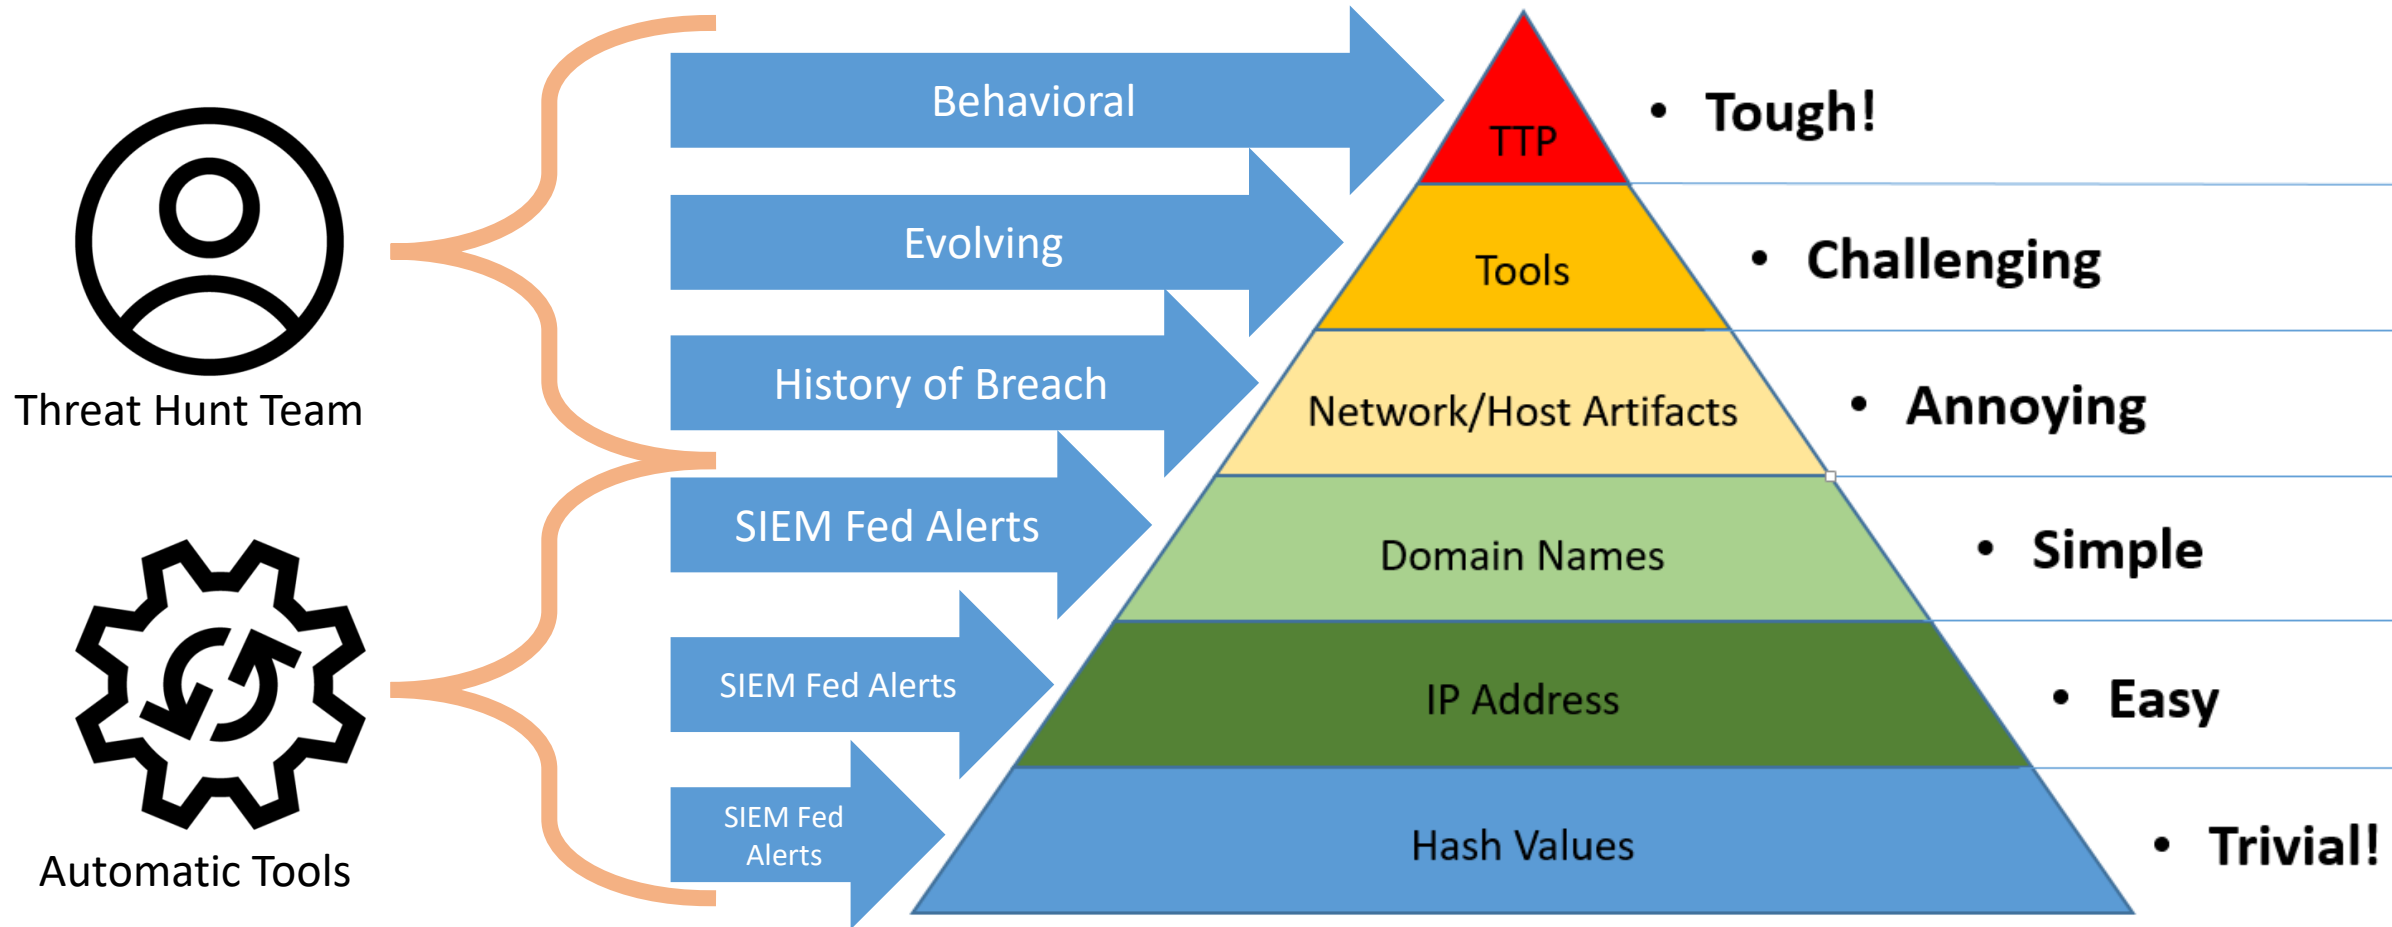 Behavioral
TTP
• Tough!
Evolving
Tools
• Challenging
History of Breach
Network/Host Artifacts
• Annoying
Threat Hunt Team
SIEM Fed Alerts
Domain Names
• Simple
SIEM Fed Alerts
IP Address
• Easy
SIEM Fed
Alerts
Hash Values
• Trivial!
Automatic Tools